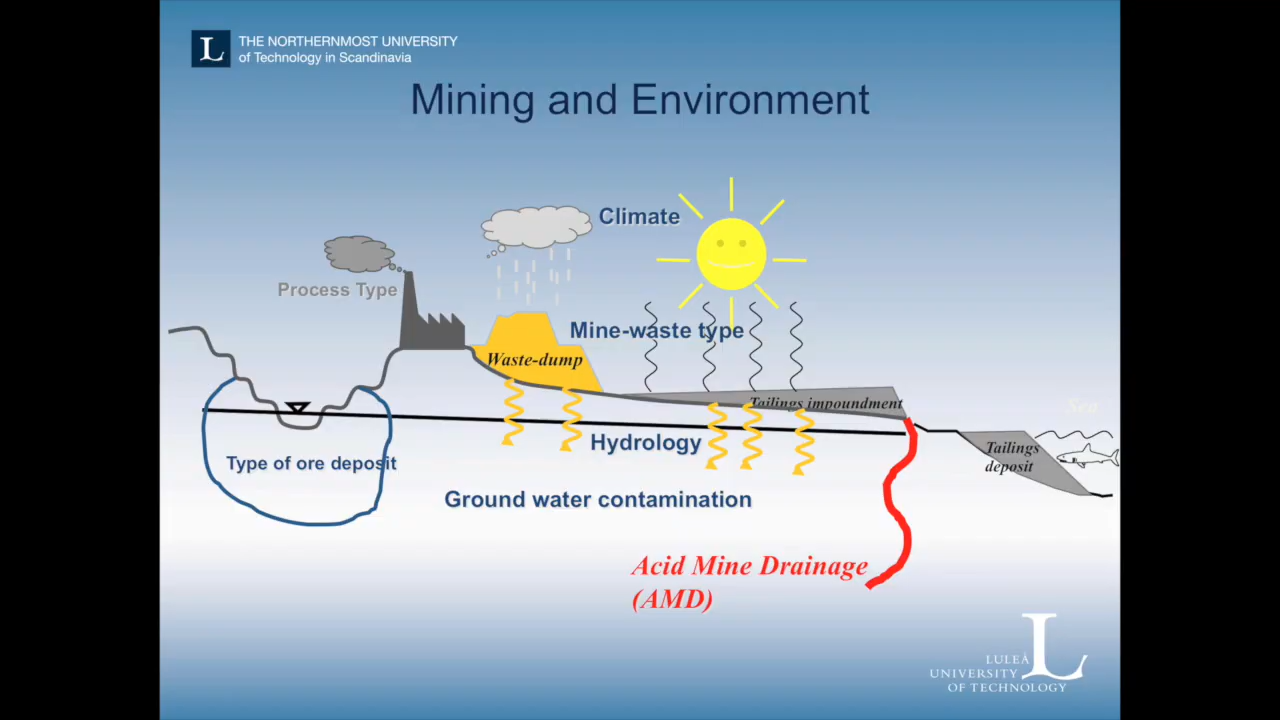 THE NORTHERNMOST UNIVERSITY
of Technology in Scandinavia
Mining and Environment
Climate
Process Type
Mine-waste type
Waste-dump
Tailings impoundment
Sea
Hydrology
Tailings
deposit
Type of ore deposit
Ground water contamination
Acid Mine Drainage
(AMD)
L
LULEÅ
UNIVERSITY
OF TECHNOLOGY